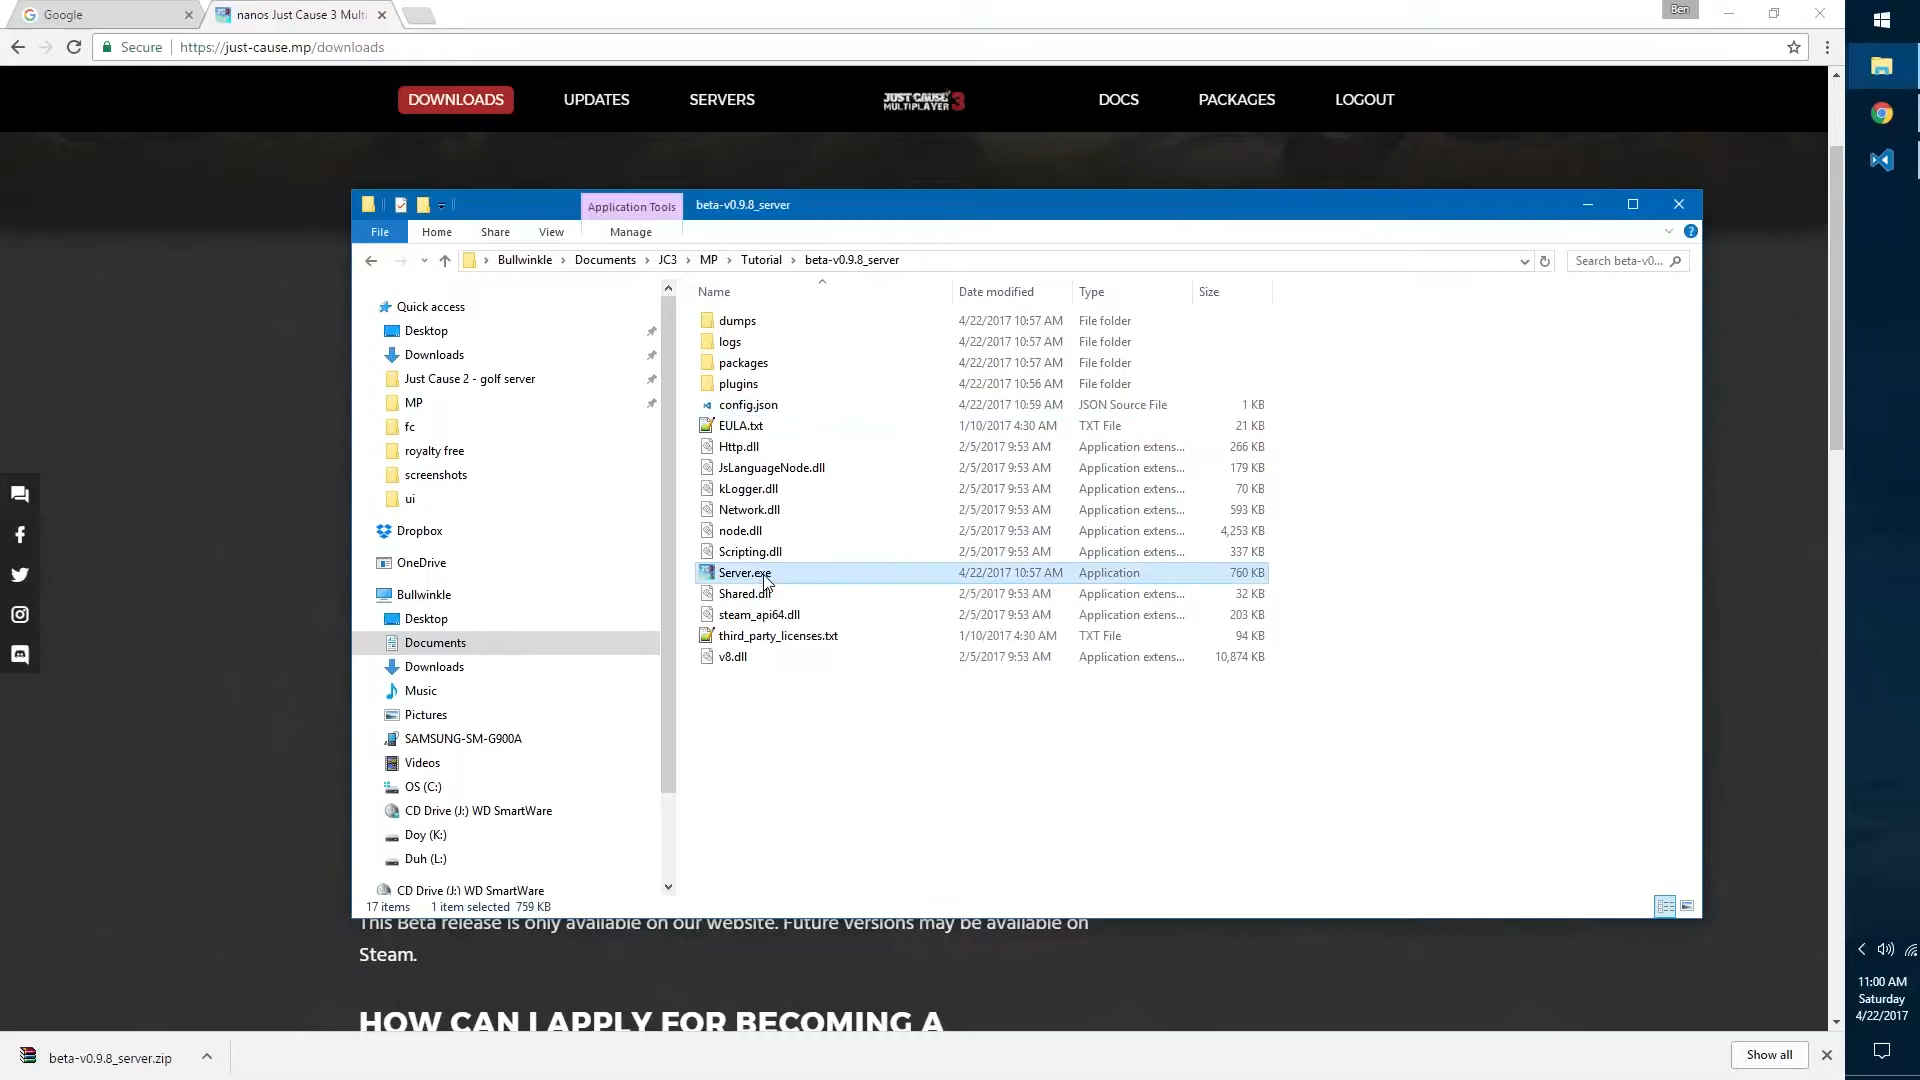 Google
nanos Just Cause 3 Multi
Ben
Secure
https://just-cause.mp/downloads
DOWNLOADS
UPDATES
SERVERS
JUST CAUSE 3
MULTIPLAYER
DOCS
PACKAGES
LOGOUT
Application Tools
beta-v0.9.8_server
File
Home
Share
View
Manage
Bullwinkle > Documents > JC3 > MP > Tutorial > beta-v0.9.8_server
Search beta-v0...
Name
Date modified
Type
Size
Quick access
Desktop
Downloads
Just Cause 2 - golf server
MP
fc
royalty free
screenshots
ui
Dropbox
OneDrive
Bullwinkle
Desktop
Documents
Downloads
Music
Pictures
SAMSUNG-SM-G900A
Videos
OS (C:)
CD Drive (J:) WD SmartWare
Doy (K:)
Duh (L:)
CD Drive (J:) WD SmartWare
dumps 4/22/2017 10:57 AM File folder
logs 4/22/2017 10:57 AM File folder
packages 4/22/2017 10:57 AM File folder
plugins 4/22/2017 10:56 AM File folder
config.json 4/22/2017 10:59 AM JSON Source File 1 KB
EULA.txt 1/10/2017 4:30 AM TXT File 21 KB
Http.dll 2/5/2017 9:53 AM Application extens... 266 KB
JsLanguageNode.dll 2/5/2017 9:53 AM Application extens... 179 KB
kLogger.dll 2/5/2017 9:53 AM Application extens... 70 KB
Network.dll 2/5/2017 9:53 AM Application extens... 593 KB
node.dll 2/5/2017 9:53 AM Application extens... 4,253 KB
Scripting.dll 2/5/2017 9:53 AM Application extens... 337 KB
Server.exe 4/22/2017 10:57 AM Application 760 KB
Shared.dll 2/5/2017 9:53 AM Application extens... 32 KB
steam_api64.dll 2/5/2017 9:53 AM Application extens... 203 KB
third_party_licenses.txt 1/10/2017 4:30 AM TXT File 94 KB
v8.dll 2/5/2017 9:53 AM Application extens... 10,874 KB
17 items 1 item selected 759 KB
This Beta release is only available on our website. Future versions may be available on
Steam.
HOW CAN I APPLY FOR BECOMING A
11:00 AM
Saturday
4/22/2017
beta-v0.9.8_server.zip
Show all